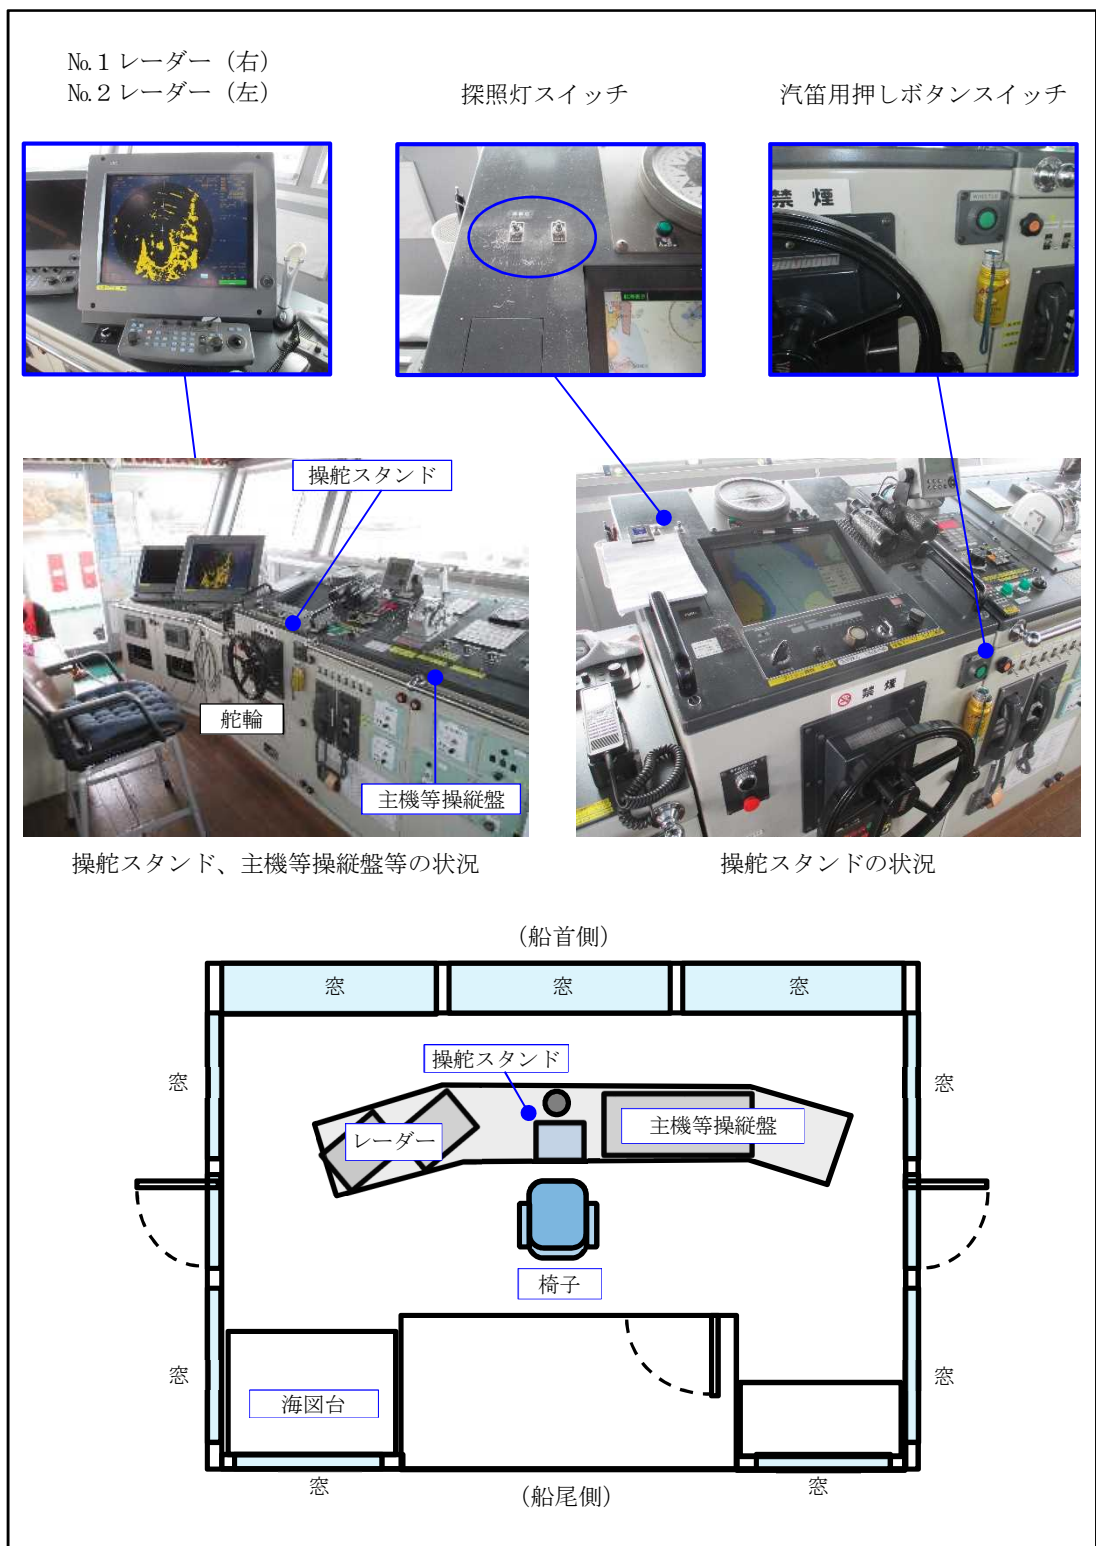 №1レーダー（右）
№2レーダー（左）
探照灯スイッチ
汽笛用押しボタンスイッチ
禁煙
WHISTLE
操舵スタンド
舵輪
主機等操縦盤
禁煙
操舵スタンド、主機等操縦盤等の状況
操舵スタンドの状況
（船首側）
窓
窓
窓
操舵スタンド
窓
窓
レーダー
主機等操縦盤
椅子
窓
窓
海図台
窓
窓
（船尾側）